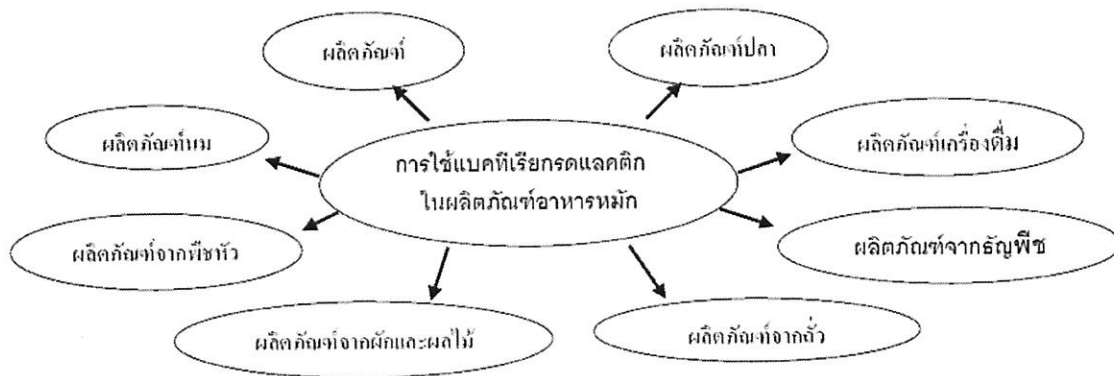 ผลิตภัณฑ์
ผลิตภัณฑ์ปลา
ผลิตภัณฑ์นม
ผลิตภัณฑ์เครื่องดื่ม
การใช้แบคทีเรียกรดแลคติก
ในผลิตภัณฑ์อาหารหมัก
ผลิตภัณฑ์จากพืชหัว
ผลิตภัณฑ์จากธัญพืช
ผลิตภัณฑ์จากผักและผลไม้
ผลิตภัณฑ์จากถั่ว